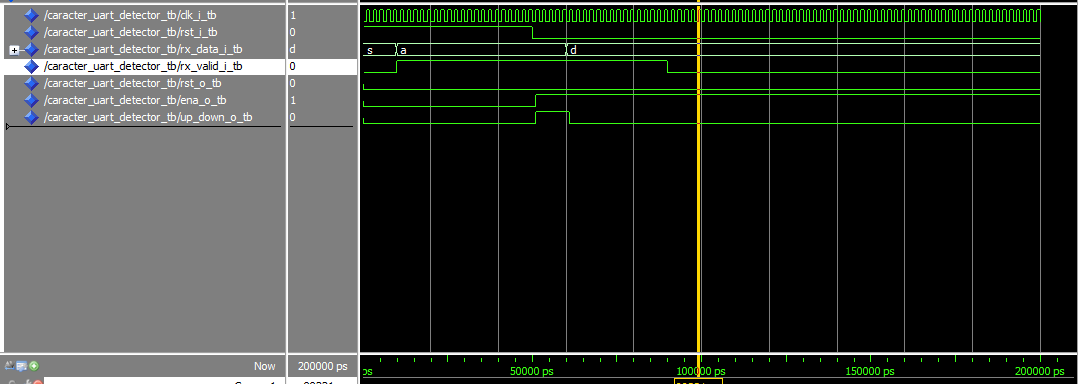 /caracter_uart_detector_tb/clk_i_tb 1
/caracter_uart_detector_tb/rst_i_tb 0
/caracter_uart_detector_tb/rx_data_i_tb d s a d
/caracter_uart_detector_tb/rx_valid_i_tb 0
/caracter_uart_detector_tb/rst_o_tb 0
/caracter_uart_detector_tb/ena_o_tb 1
/caracter_uart_detector_tb/up_down_o_tb 0
Now 200000 ps ps 50000 ps 100000 ps 150000 ps 200000 ps